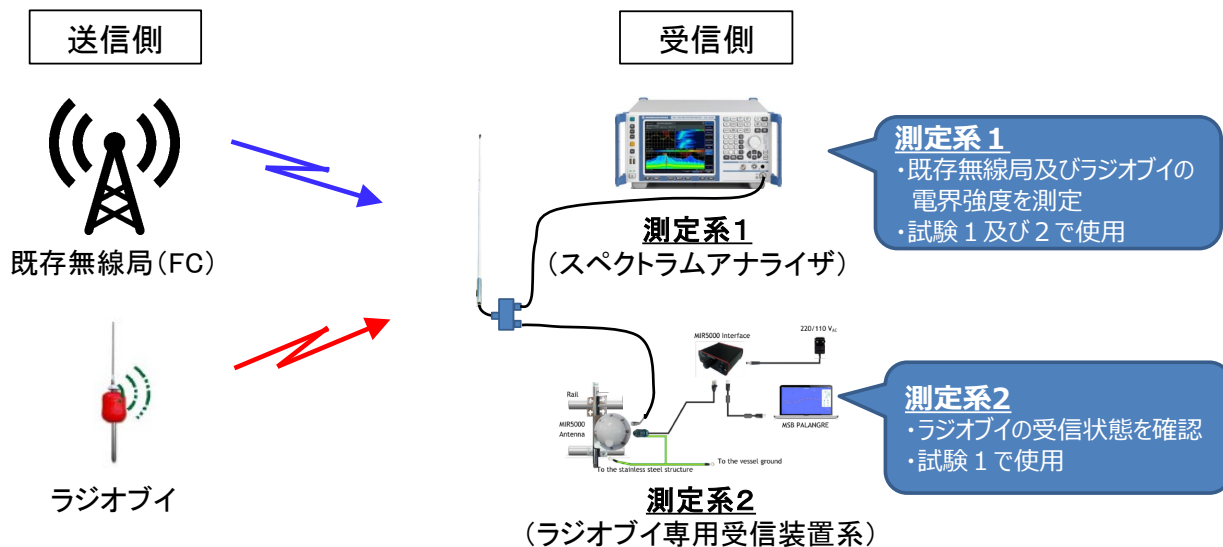 送信側
受信側
既存無線局(FC)
ラジオブイ
測定系1
(スペクトラムアナライザ)
測定系1
・既存無線局及びラジオブイの
電界強度を測定
・試験1及び2で使用
220/110 VAC
MIR5000 Interface
Rail
MIR5000
Antenna
MSB PALANGRE
To the vessel ground
To the stainless steel structure
測定系2
(ラジオブイ専用受信装置系)
測定系2
・ラジオブイの受信状態を確認
・試験1で使用